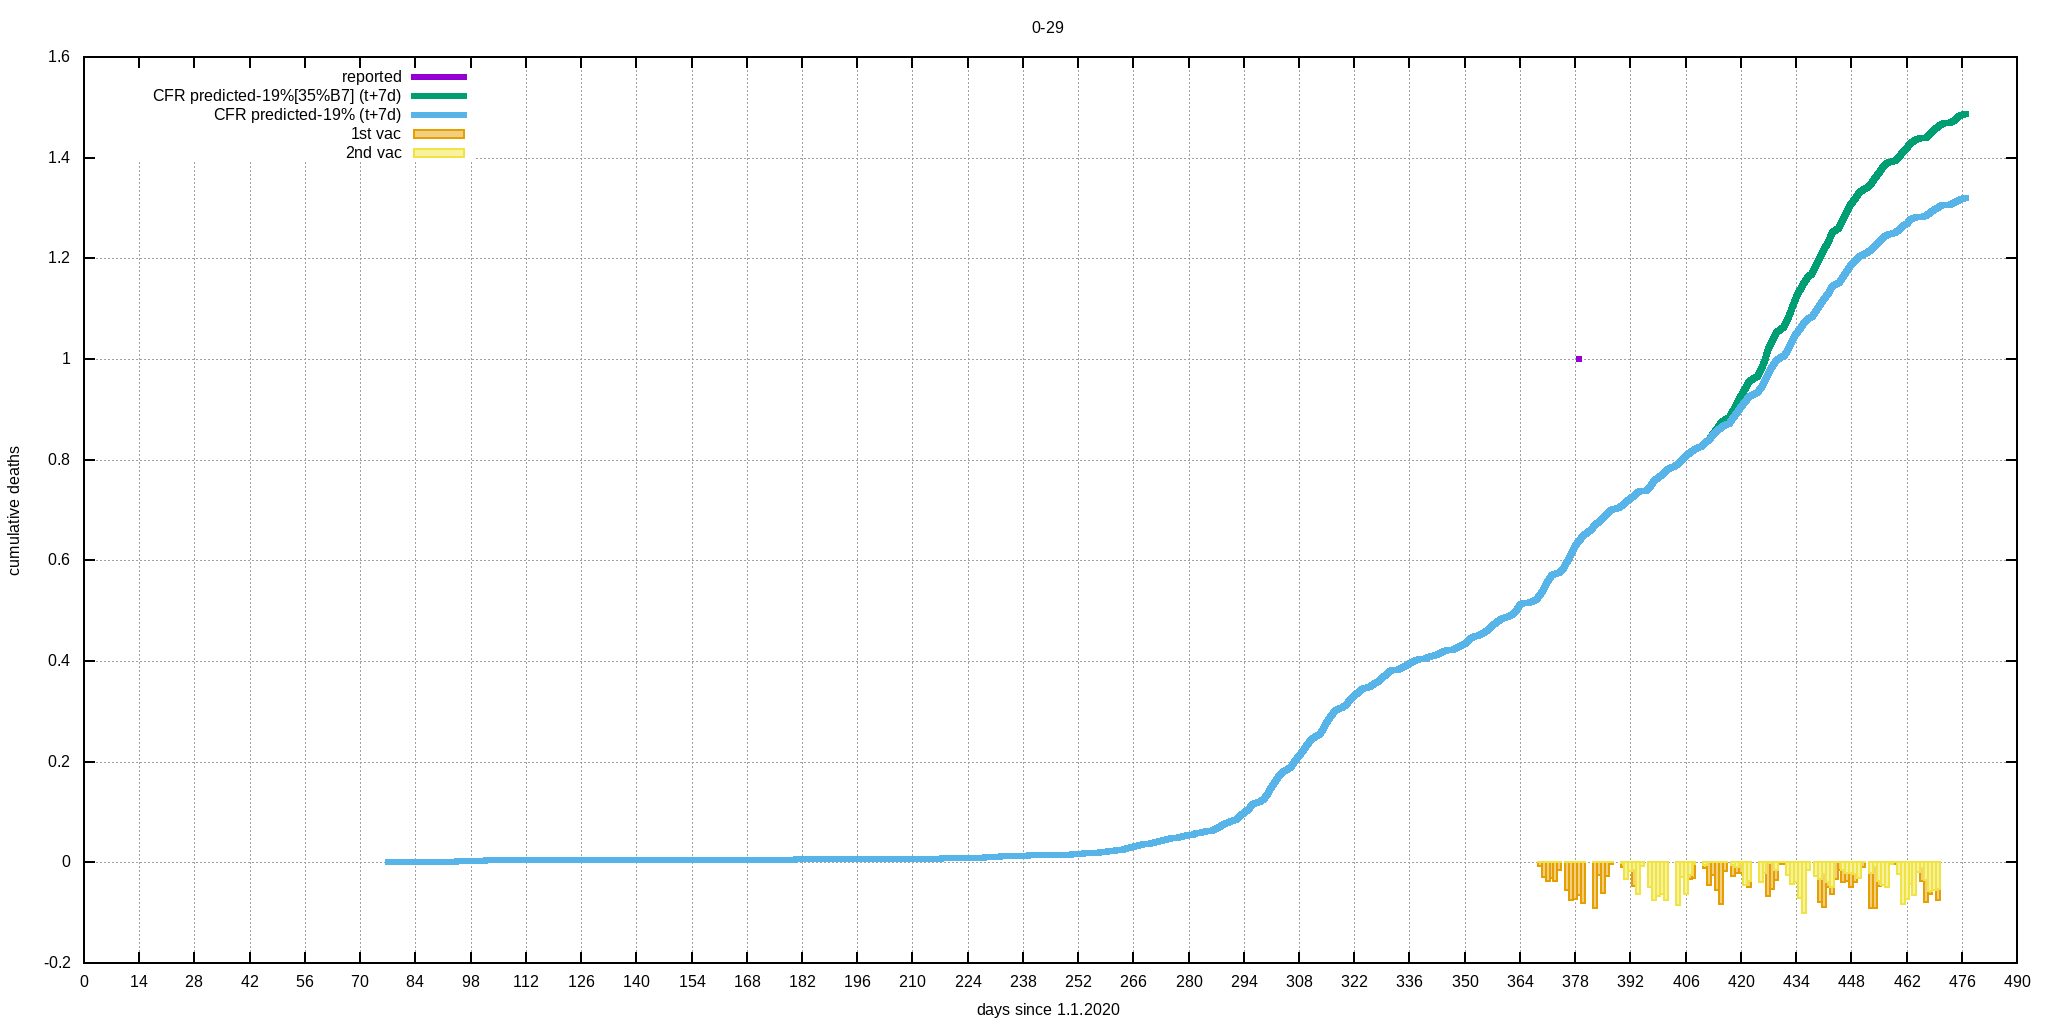 0-29
reported
CFR predicted-19%[35%B7] (t+7d)
CFR predicted-19% (t+7d)
1st vac
2nd vac
1.6
1.4
1.2
1
0.8
0.6
0.4
0.2
0
-0.2
cumulative deaths
0 14 28 42 56 70 84 98 112 126 140 154 168 182 196 210 224 238 252 266 280 294 308 322 336 350 364 378 392 406 420 434 448 462 476 490
days since 1.1.2020